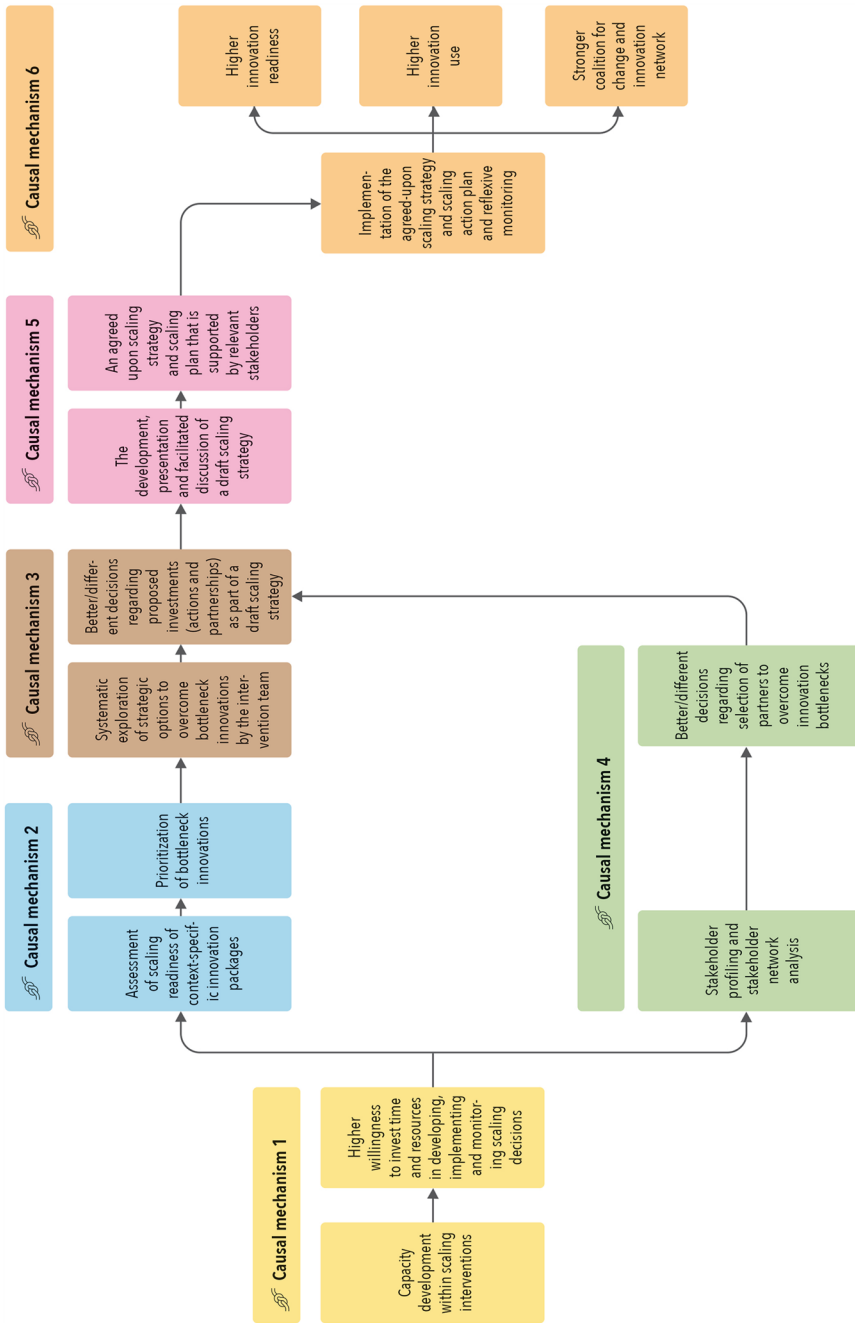 Causal mechanism 1
Capacity
development
within scaling
interventions
Higher
willingness
to invest time
and resources
in developing,
implementing
and monitor-
ing scaling
decisions
Causal mechanism 2
Assessment
of scaling
readiness of
context-specif-
ic innovation
packages
Prioritization
of bottleneck
innovations
Causal mechanism 3
Systematic
exploration
of strategic
options to
overcome
bottleneck
innovations
by the inter-
vention team
Better/differ-
ent decisions
regarding
proposed
investments
(actions and
partnerships)
as part of a
draft scaling
strategy
Causal mechanism 4
Stakeholder
profiling and
stakeholder
network
analysis
Better/different
decisions
regarding
selection of
partners to
overcome
innovation
bottlenecks
Causal mechanism 5
The
development,
presentation
and facilitated
discussion of
a draft scaling
strategy
An agreed
upon scaling
strategy
and scaling
plan that is
supported
by relevant
stakeholders
Causal mechanism 6
Implemen-
tation of the
agreed-upon
scaling strategy
and scaling
action plan
and reflexive
monitoring
Higher
innovation
readiness
Higher
innovation
use
Stronger
coalition for
change and
innovation
network